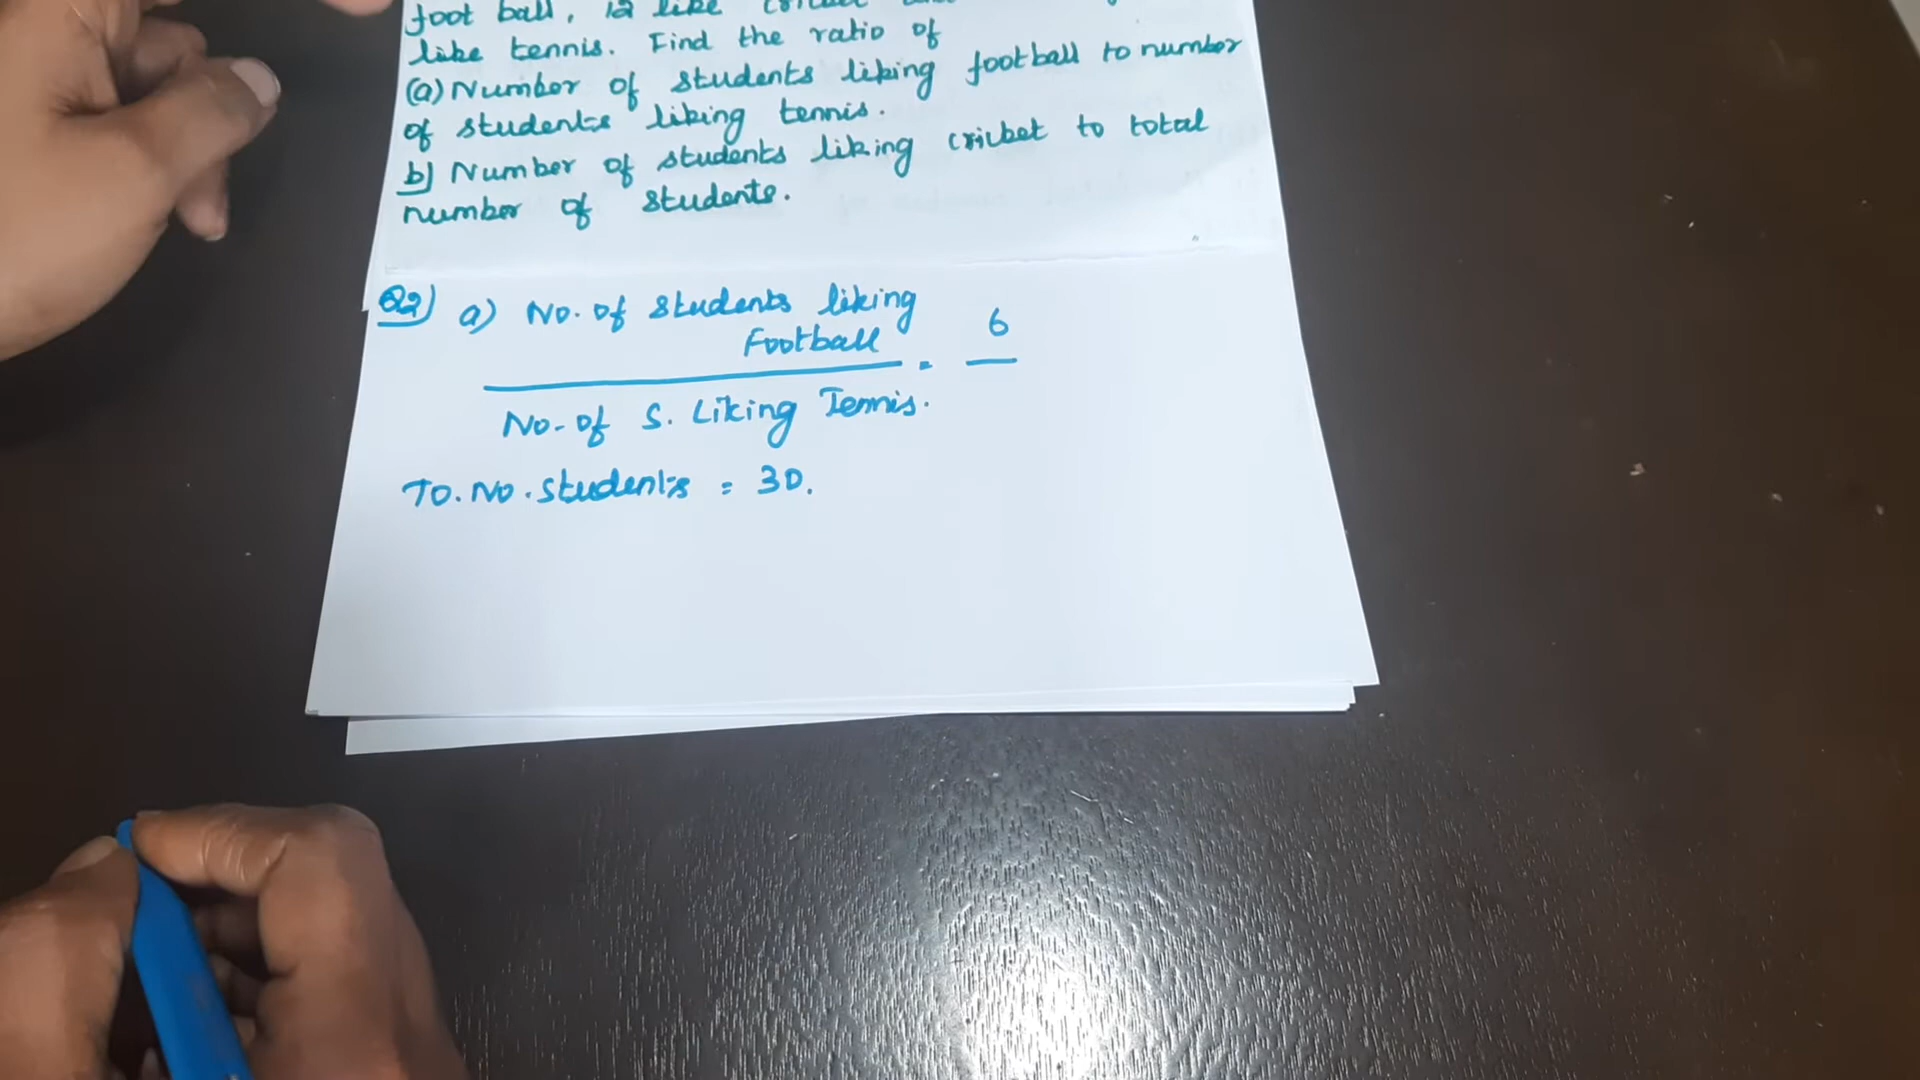 foot ball, 12 like cricket
like tennis. Find the ratio of
(a) Number of students liking football to number
of students liking tennis.
b) Number of students liking cricket to total
number of students.
Q2) a) No. of students liking
Football = 6
No. of S. Liking Tennis.
To. No. students = 30.